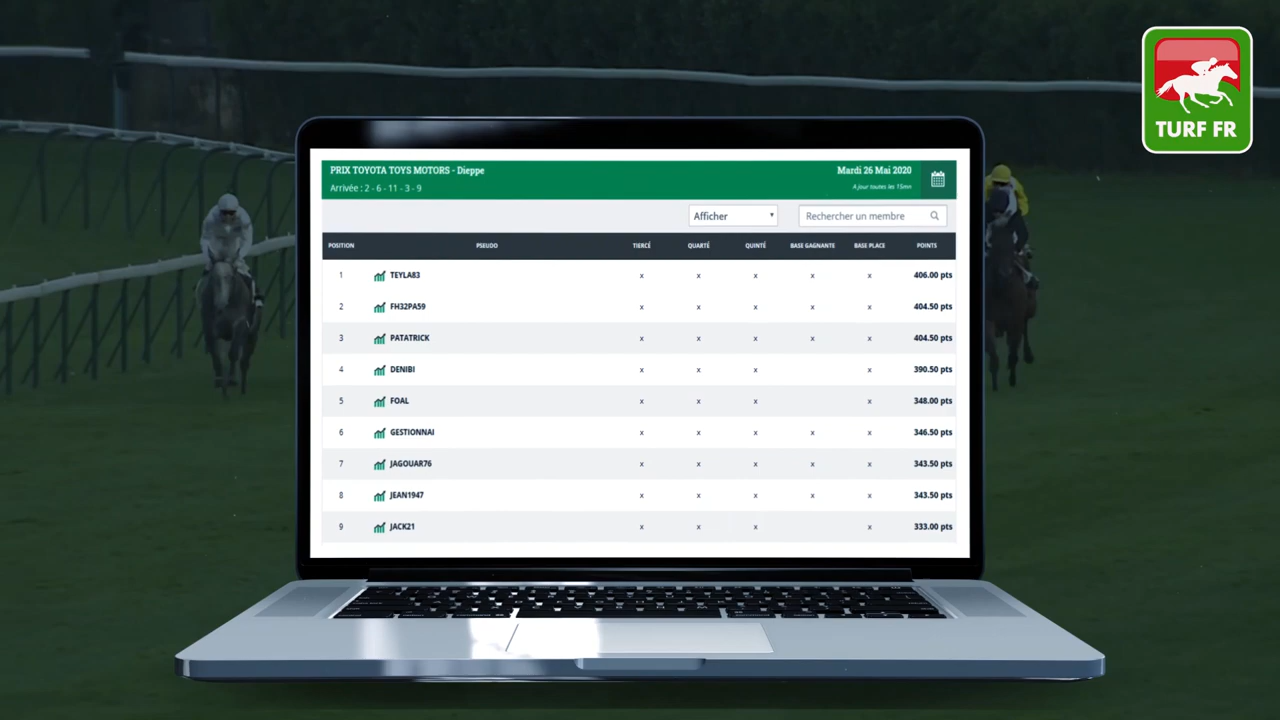 TURF FR
PRIX TOYOTA TOYS MOTORS - Dieppe
Mardi 26 Mai 2020
Arrivée : 2 - 6 - 11 - 3 - 9
A jour toutes les 15mn
Afficher
Rechercher un membre
POSITION PSEUDO TIERCÉ QUARTÉ QUINTÉ BASE GAGNANTE BASE PLACE POINTS
1 TEYLA83 x x x x x 406.00 pts
2 FH32PA59 x x x x x 404.50 pts
3 PATATRICK x x x x x 404.50 pts
4 DENIBI x x x x 390.50 pts
5 FOAL x x x x 348.00 pts
6 GESTIONNAI x x x x x 346.50 pts
7 JAGOUAR76 x x x x x 343.50 pts
8 JEAN1947 x x x x x 343.50 pts
9 JACK21 x x x x 333.00 pts